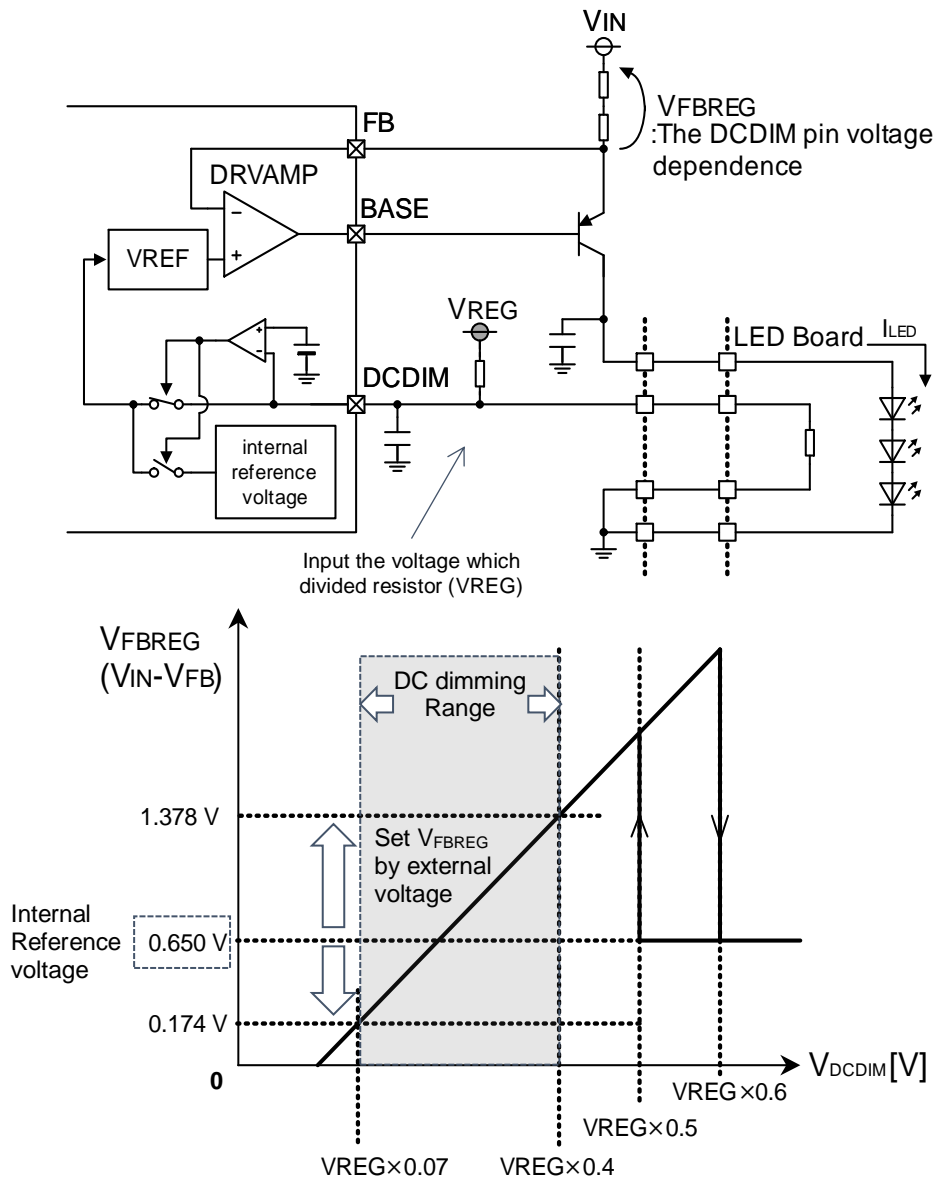 VIN
VFBREG
:The DCDIM pin voltage
dependence
FB
DRVAMP
−
+
BASE
VREF
VREG
+
-
LED Board
ILED
DCDIM
internal
reference
voltage
Input the voltage which
divided resistor (VREG)
VFBREG
(VIN-VFB)
DC dimming
Range
1.378 V
Set VFBREG
by external
voltage
Internal
Reference
voltage
0.650 V
0.174 V
0
VDCDIM [V]
VREG×0.6
VREG×0.5
VREG×0.07
VREG×0.4